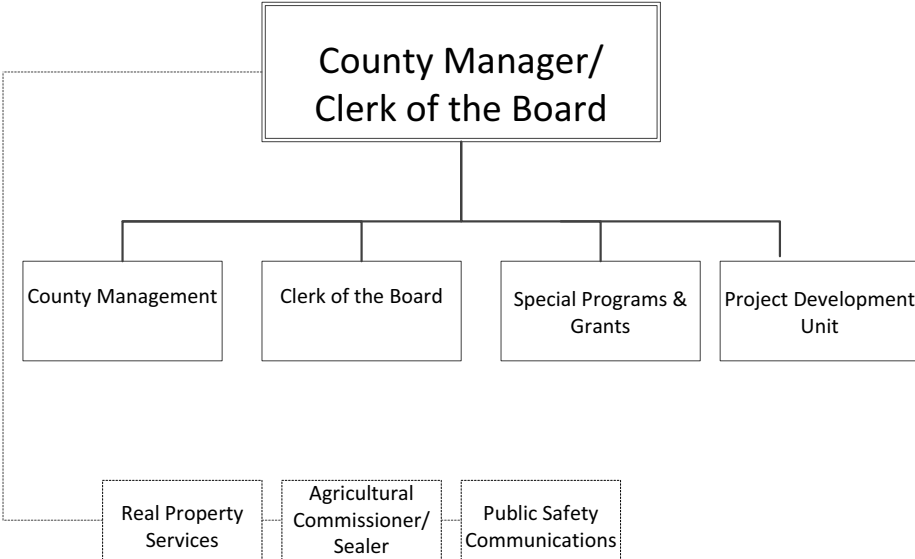 County Manager/
Clerk of the Board
County Management
Clerk of the Board
Special Programs &
Grants
Project Development
Unit
Real Property
Services
Agricultural
Commissioner/
Sealer
Public Safety
Communications